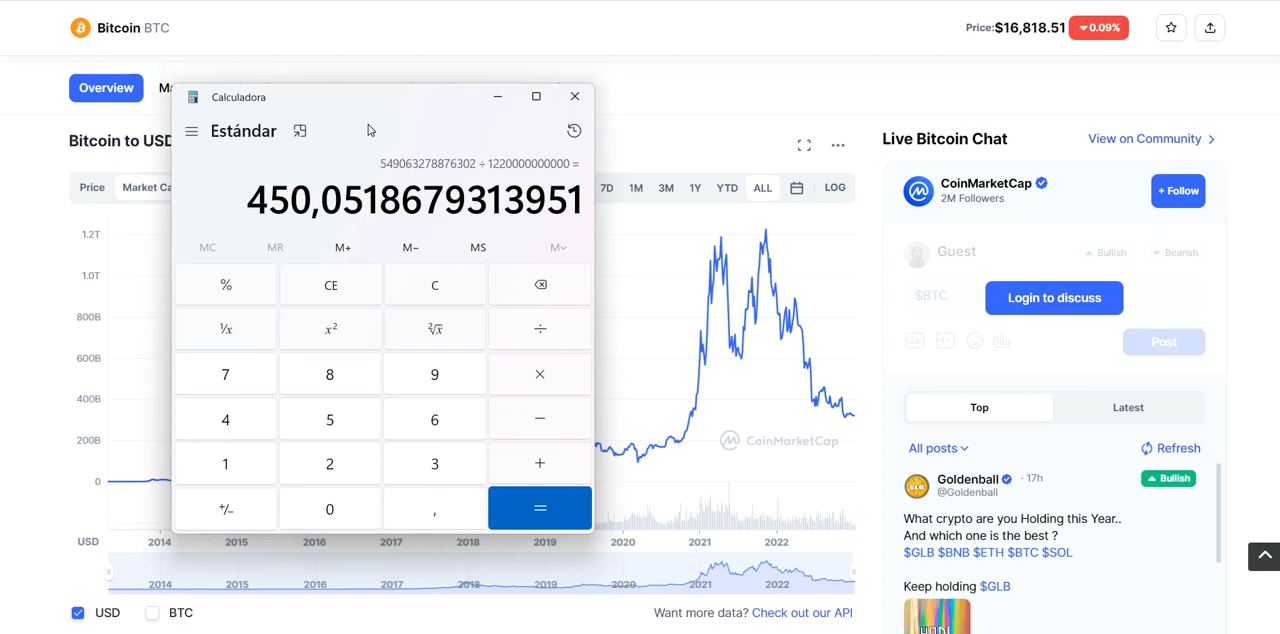 Bitcoin BTC
Price:$16,818.51 0.09%
Overview
Bitcoin to USD
Price
7D 1M 3M 1Y YTD ALL LOG
1.2T
1.0T
800B
600B
400B
200B
0
USD 2014 2015 2016 2017 2018 2019 2020 2021 2022
2014 2015 2016 2017 2018 2019 2020 2021 2022
CoinMarketCap
USD
BTC
Want more data? Check out our API
Calculadora
Estándar
549063278876302 ÷ 1220000000000 =
450,0518679313951
MC MR M+ M− MS M
% CE C
¹/x x² ²√x ÷
7 8 9 ×
4 5 6 −
1 2 3 +
+/− 0 , =
Live Bitcoin Chat
View on Community
CoinMarketCap
2M Followers
+ Follow
Guest
Bullish
Bearish
$BTC
Login to discuss
GIF
Post
Top
Latest
All posts
Refresh
GLB
Goldenball · 17h
@Goldenball
Bullish
What crypto are you Holding this Year..
And which one is the best ?
$GLB $BNB $ETH $BTC $SOL
Keep holding $GLB